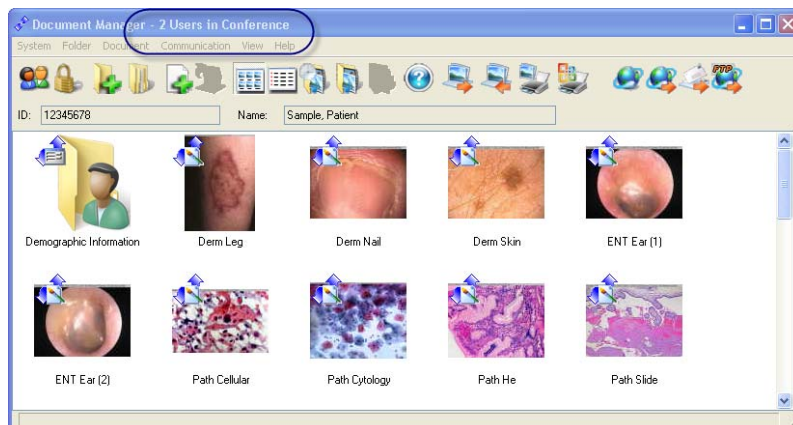 Document Manager - 2 Users in Conference
System Folder Document Communication View Help
FTP
ID: 12345678 Name: Sample, Patient
Demographic Information Derm Leg Derm Nail Derm Skin ENT Ear (1)
ENT Ear (2) Path Cellular Path Cytology Path He Path Slide